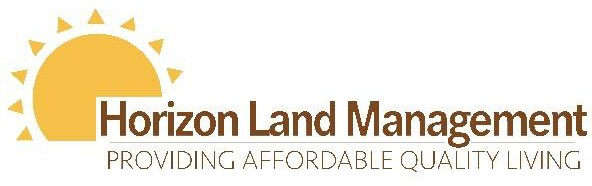 Horizon Land Management
PROVIDING AFFORDABLE QUALITY LIVING